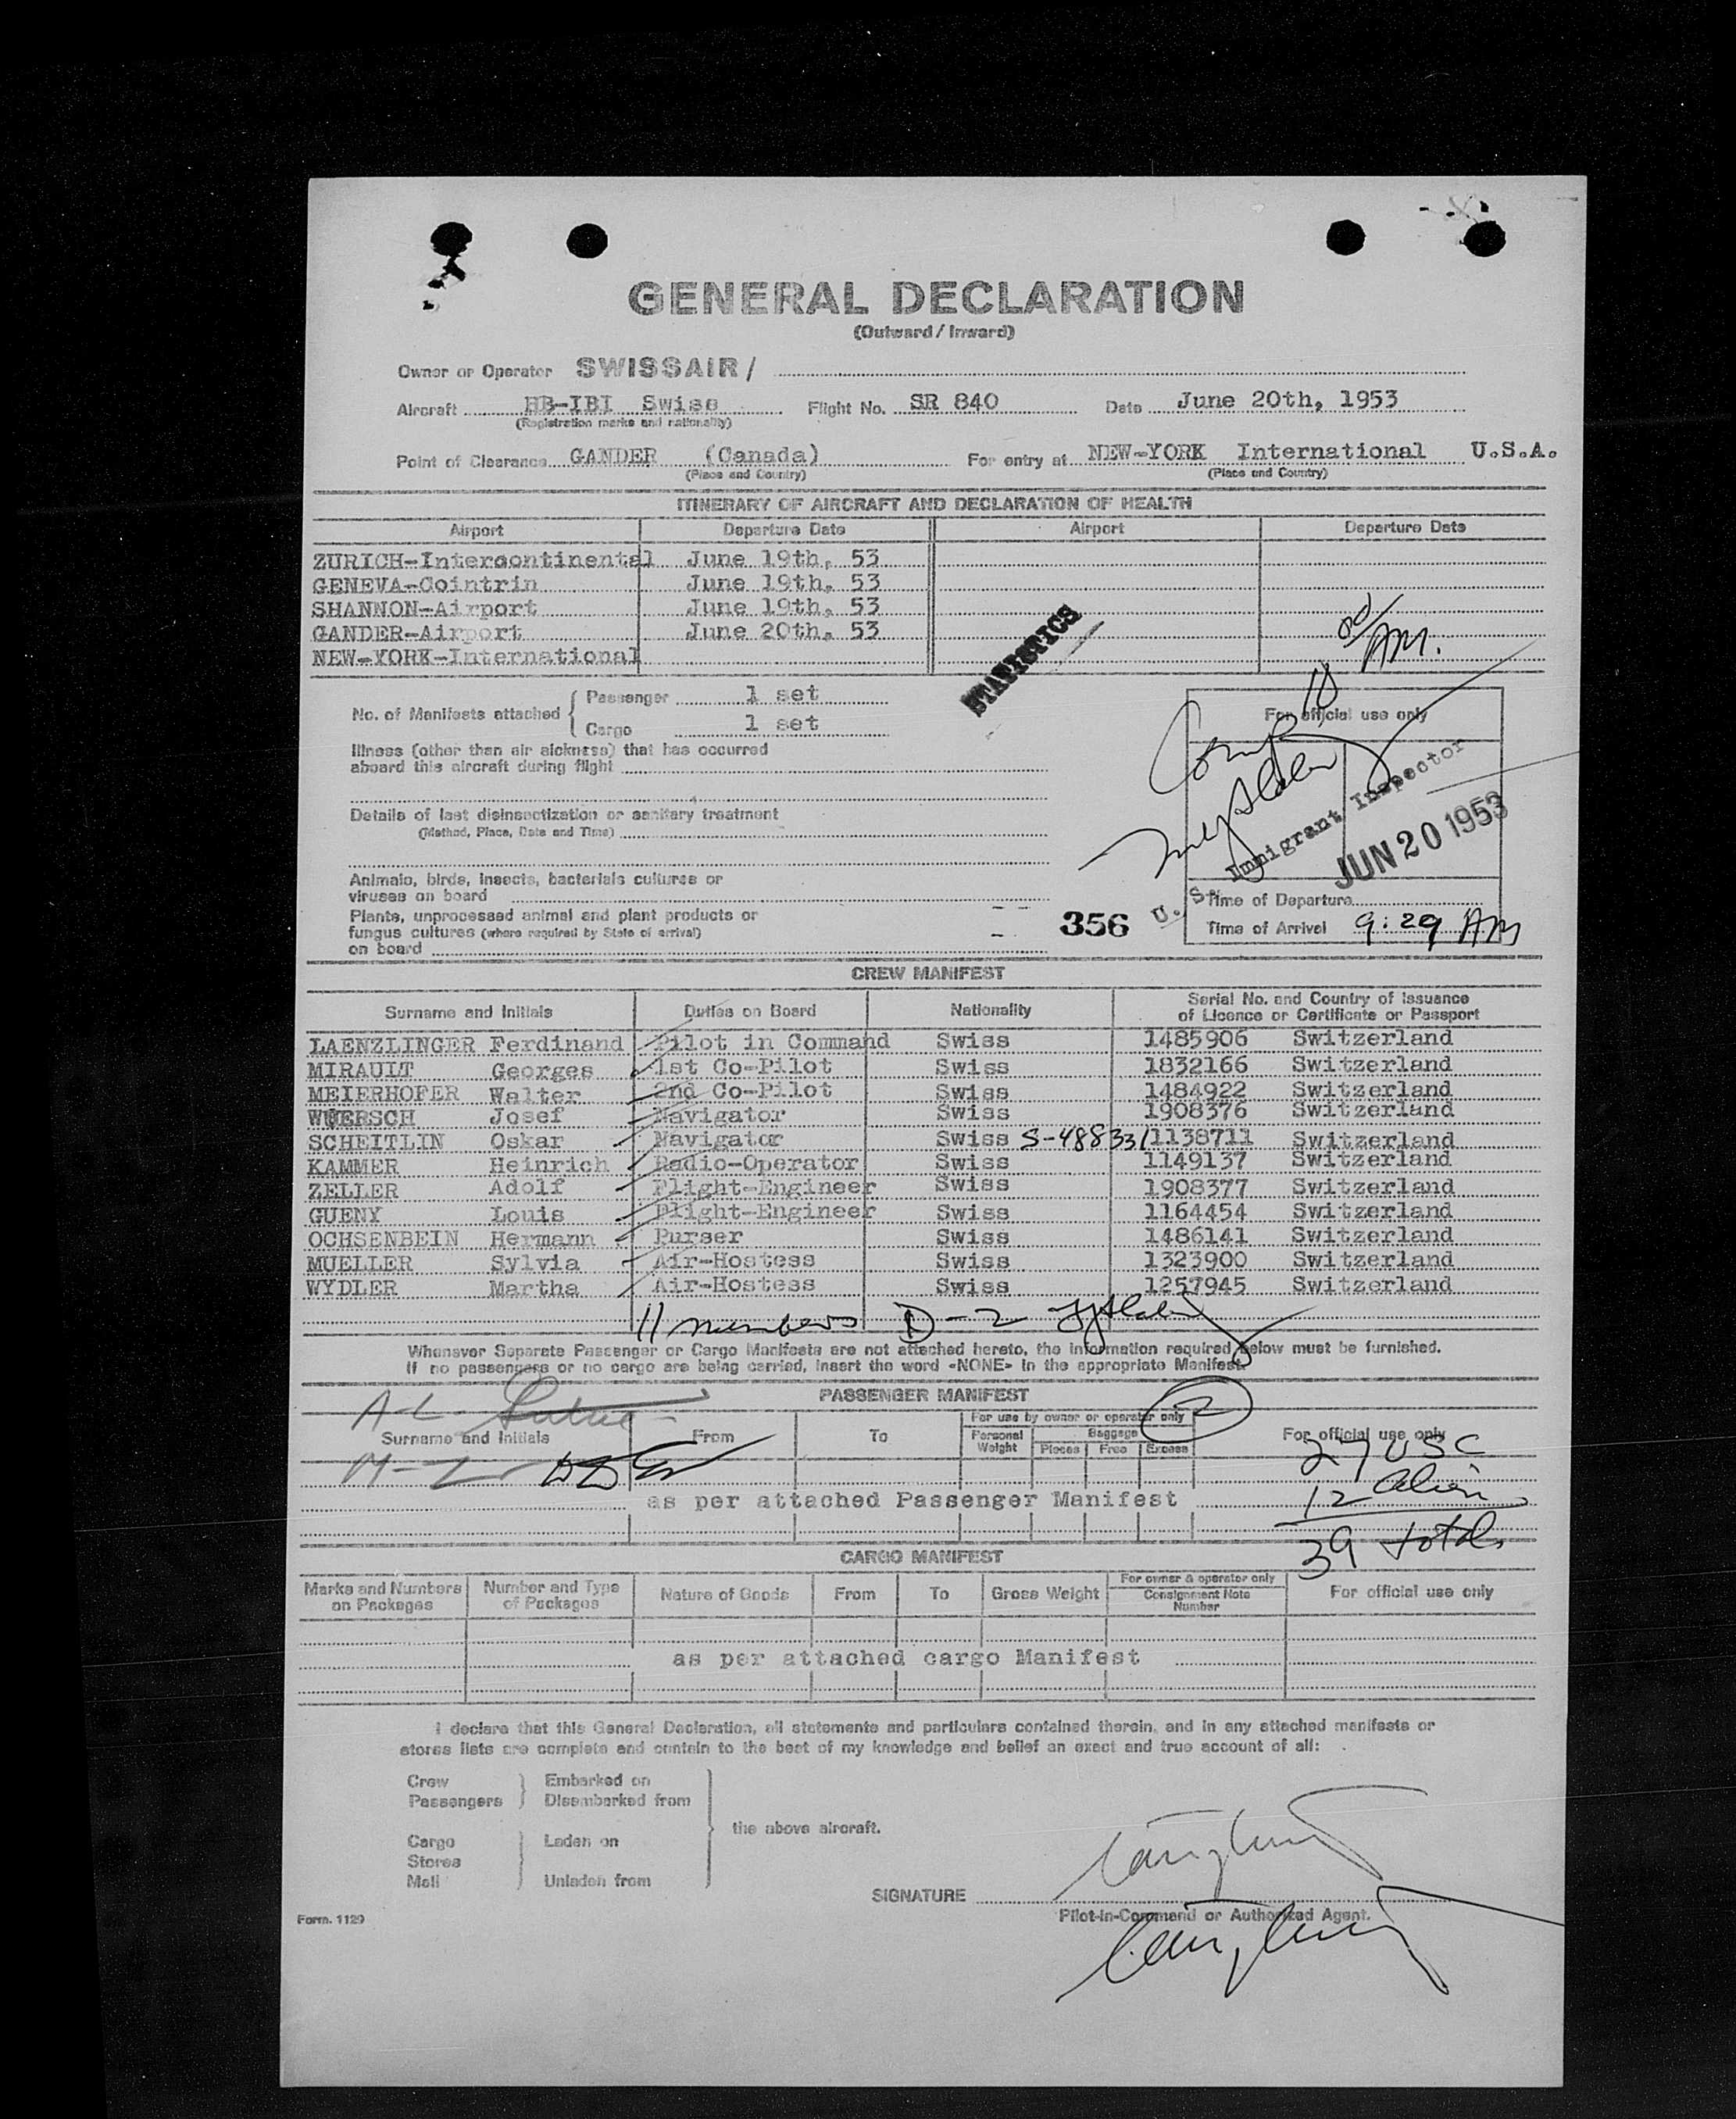 GENERAL DECLARATION
(Outward / Inward)
Owner or Operator SWISSAIR /
Aircraft HB-IBI Swiss Flight No. SR 840 Date June 20th, 1953
(Registration marks and nationality)
Point of Clearance GANDER (Canada) For entry at NEW-YORK International U.S.A.
(Place and Country) (Place and Country)
ITINERARY OF AIRCRAFT AND DECLARATION OF HEALTH
Airport Departure Date Airport Departure Date
ZURICH-Intercontinental June 19th, 53
GENEVA-Cointrin June 19th, 53
SHANNON-Airport June 19th, 53
GANDER-Airport June 20th, 53
NEW-YORK-International
STATISTICS
AM.
No. of Manifests attached Passenger 1 set
Cargo 1 set
For official use only
Illness (other than air sickness) that has occurred
aboard this aircraft during flight
Details of last disinsectization or sanitary treatment
(Method, Place, Date and Time)
U. S. Immigrant Inspector
JUN 20 1953
Animals, birds, insects, bacterials cultures or
viruses on board
Plants, unprocessed animal and plant products or
fungus cultures (where required by State of arrival)
on board
356
Time of Departure
Time of Arrival 9:29 AM
CREW MANIFEST
Surname and Initials Duties on Board Nationality Serial No. and Country of Issuance
of Licence or Certificate or Passport
LAENZLINGER Ferdinand Pilot in Command Swiss 1485906 Switzerland
MIRAULT Georges 1st Co-Pilot Swiss 1832166 Switzerland
MEIERHOFER Walter 2nd Co-Pilot Swiss 1484922 Switzerland
WUERSCH Josef Navigator Swiss 1908376 Switzerland
SCHEITLIN Oskar Navigator Swiss S-48833/1138711 Switzerland
KAMMER Heinrich Radio-Operator Swiss 1149137 Switzerland
ZELLER Adolf Flight-Engineer Swiss 1908377 Switzerland
GUENY Louis Flight-Engineer Swiss 1164454 Switzerland
OCHSENBEIN Hermann Purser Swiss 1486141 Switzerland
MUELLER Sylvia Air-Hostess Swiss 1323900 Switzerland
WYDLER Martha Air-Hostess Swiss 1257945 Switzerland
11 members D-2
Whenever Separate Passenger or Cargo Manifests are not attached hereto, the information required below must be furnished.
If no passengers or no cargo are being carried, insert the word «NONE» in the appropriate Manifest.
PASSENGER MANIFEST
2
A-L-
Surname and Initials From To For use by owner or operator only For official use only
Personal Weight Baggage
Pieces Free Excess
27 USC
12 Alien
as per attached Passenger Manifest
39 total
CARGO MANIFEST
Marks and Numbers on Packages Number and Type of Packages Nature of Goods From To Gross Weight For owner & operator only For official use only
Consignment Note Number
as per attached cargo Manifest
I declare that this General Declaration, all statements and particulars contained therein, and in any attached manifests or
stores lists are complete and contain to the best of my knowledge and belief an exact and true account of all:
Crew Embarked on
Passengers Disembarked from
the above aircraft.
Cargo Laden on
Stores
Mail Unladen from
SIGNATURE
Pilot-in-Command or Authorized Agent.
Form. 1129